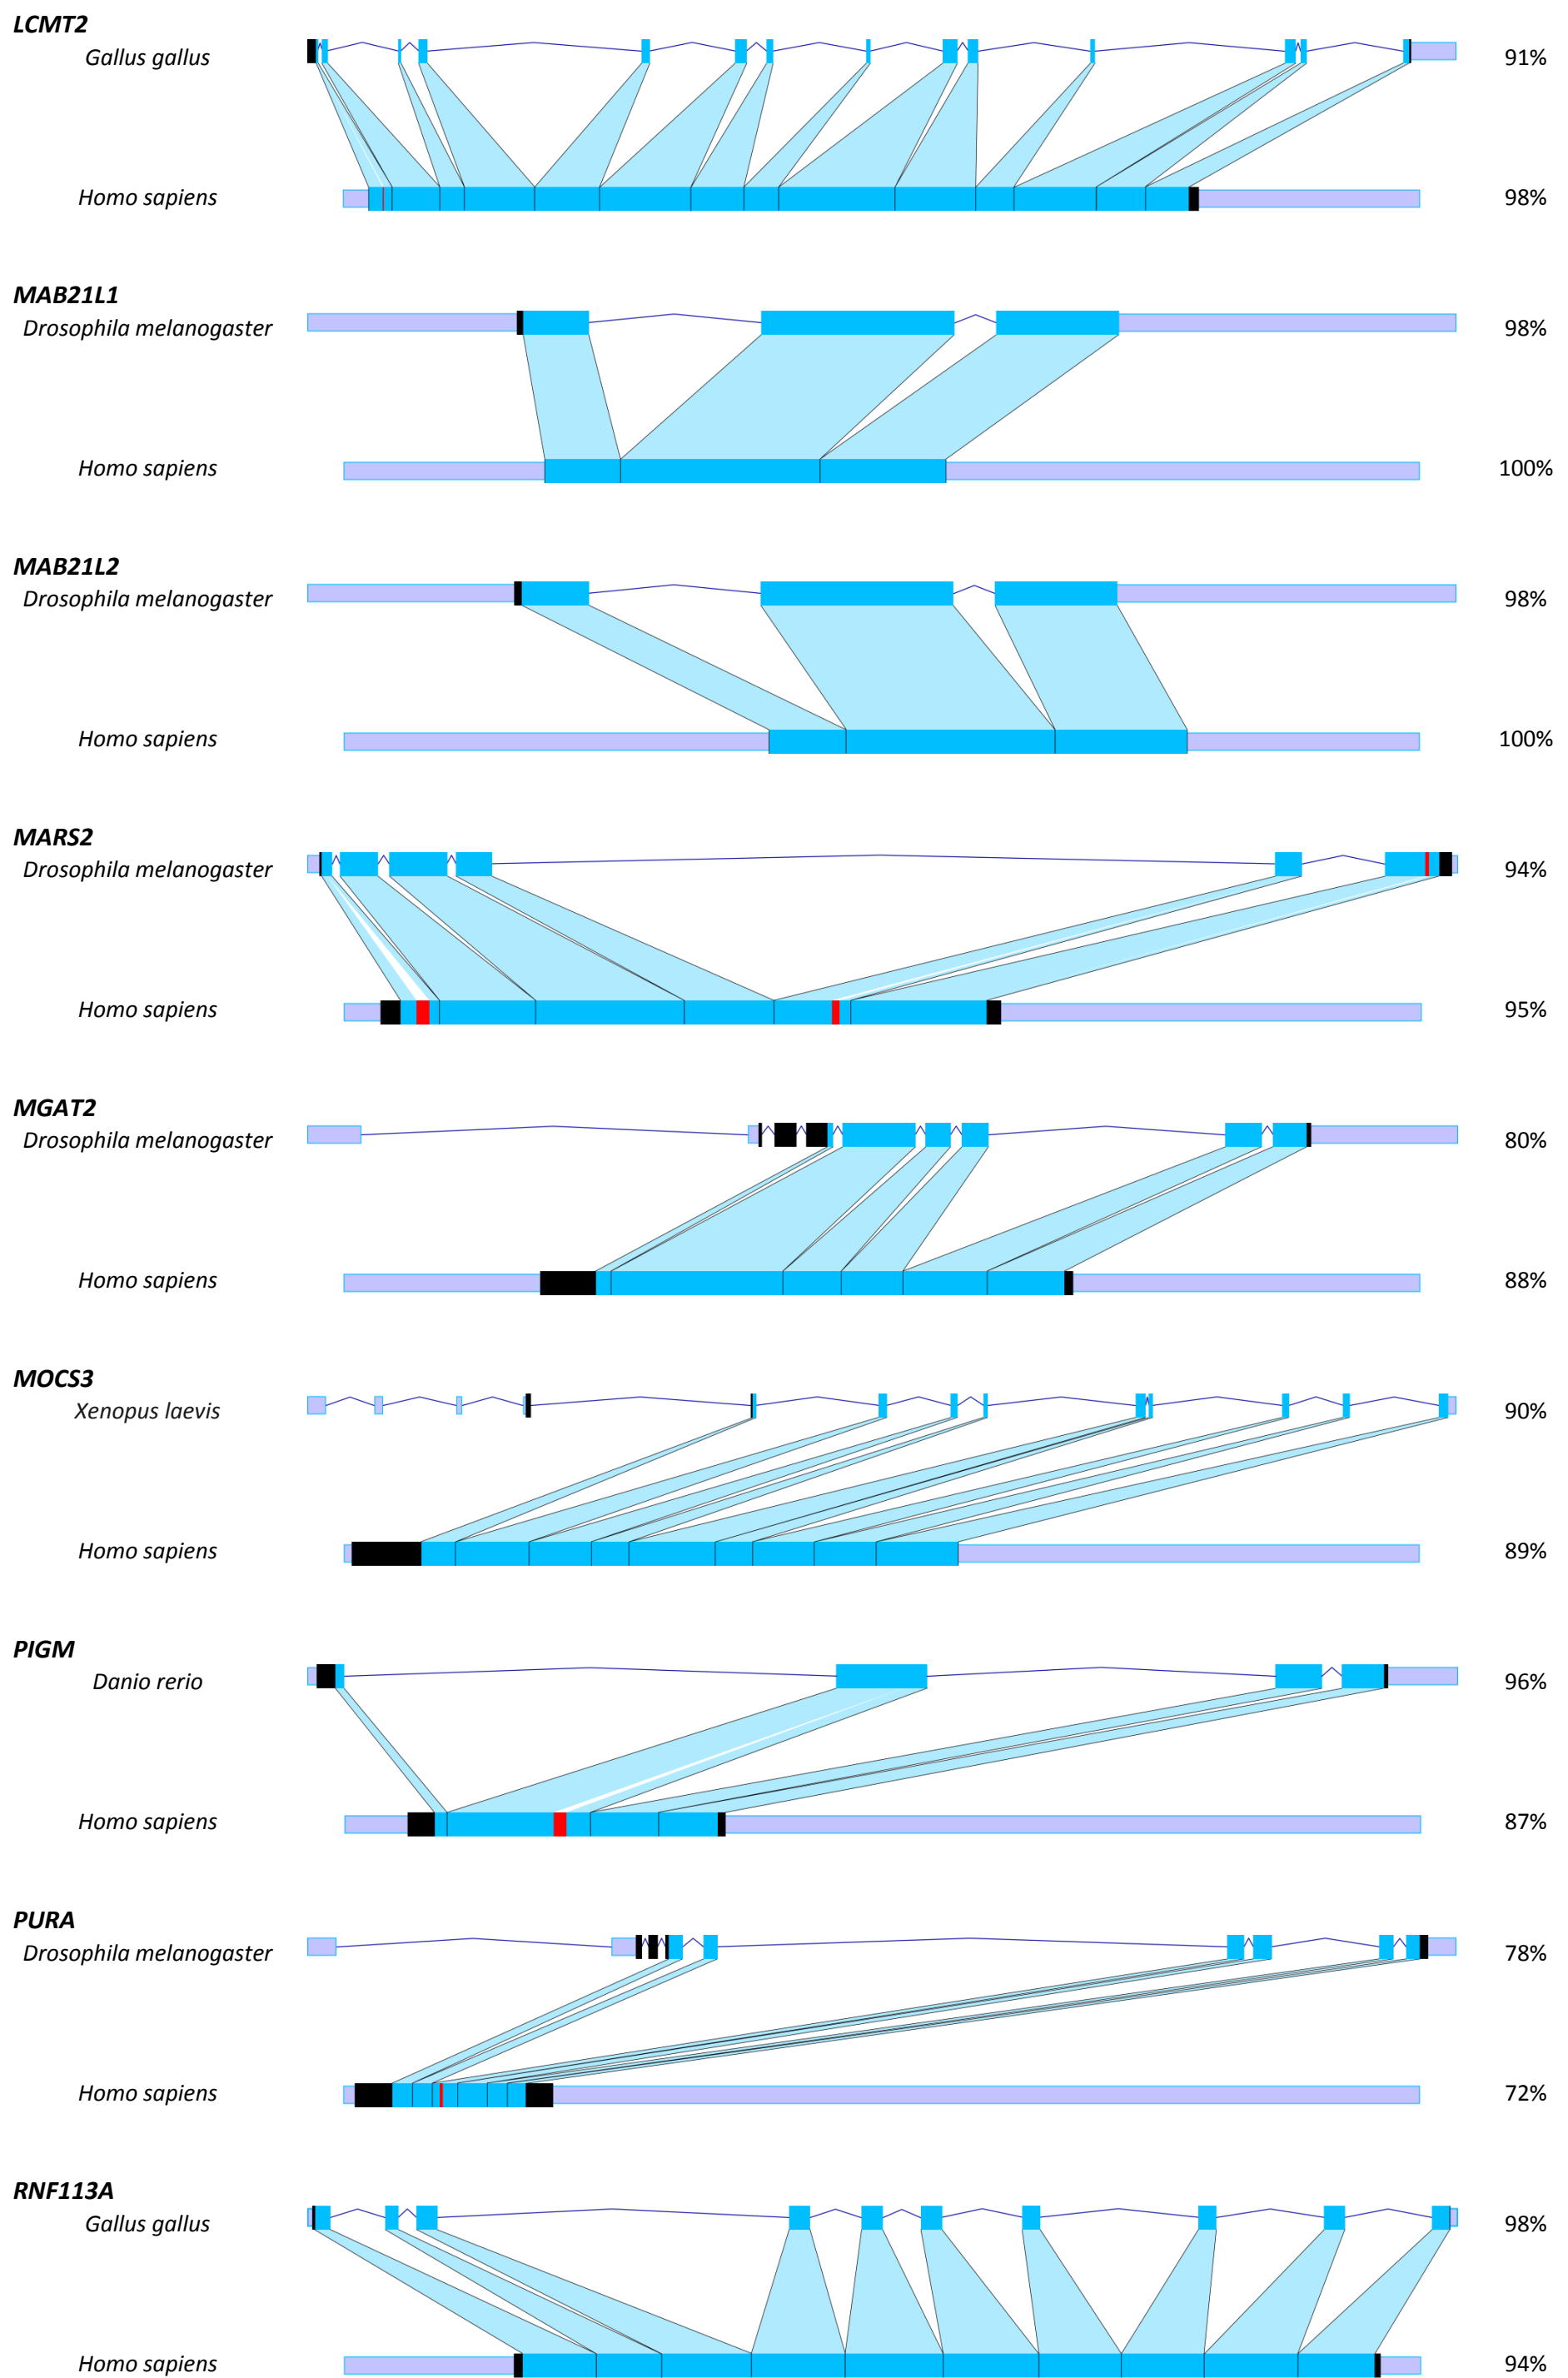 LCMT2
Gallus gallus 91%
Homo sapiens 98%
MAB21L1
Drosophila melanogaster 98%
Homo sapiens 100%
MAB21L2
Drosophila melanogaster 98%
Homo sapiens 100%
MARS2
Drosophila melanogaster 94%
Homo sapiens 95%
MGAT2
Drosophila melanogaster 80%
Homo sapiens 88%
MOCS3
Xenopus laevis 90%
Homo sapiens 89%
PIGM
Danio rerio 96%
Homo sapiens 87%
PURA
Drosophila melanogaster 78%
Homo sapiens 72%
RNF113A
Gallus gallus 98%
Homo sapiens 94%